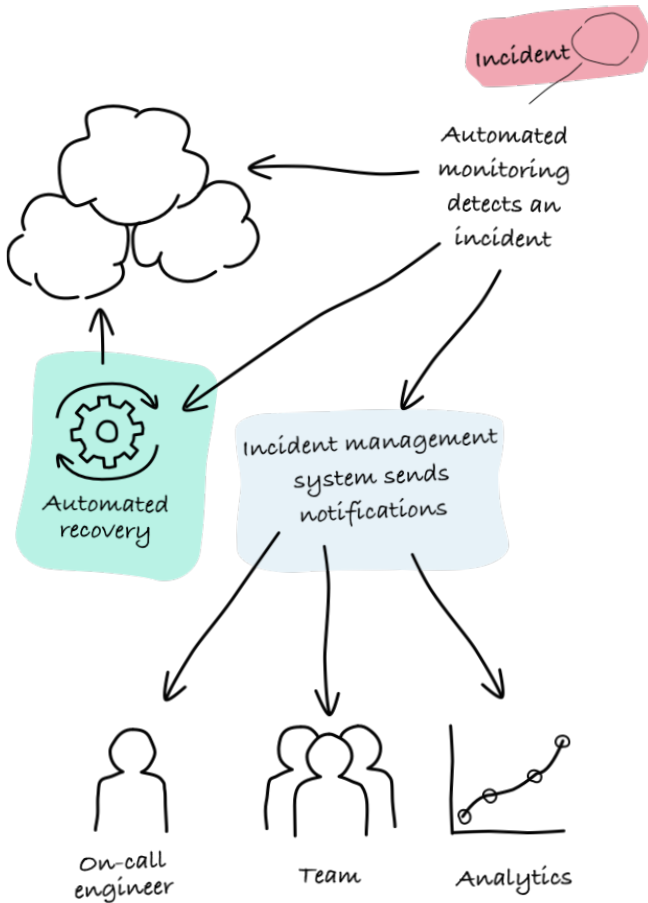 Incident
Automated
monitoring
detects an
incident
Incident management
system sends
notifications
Automated
recovery
On-call
engineer
Team
Analytics